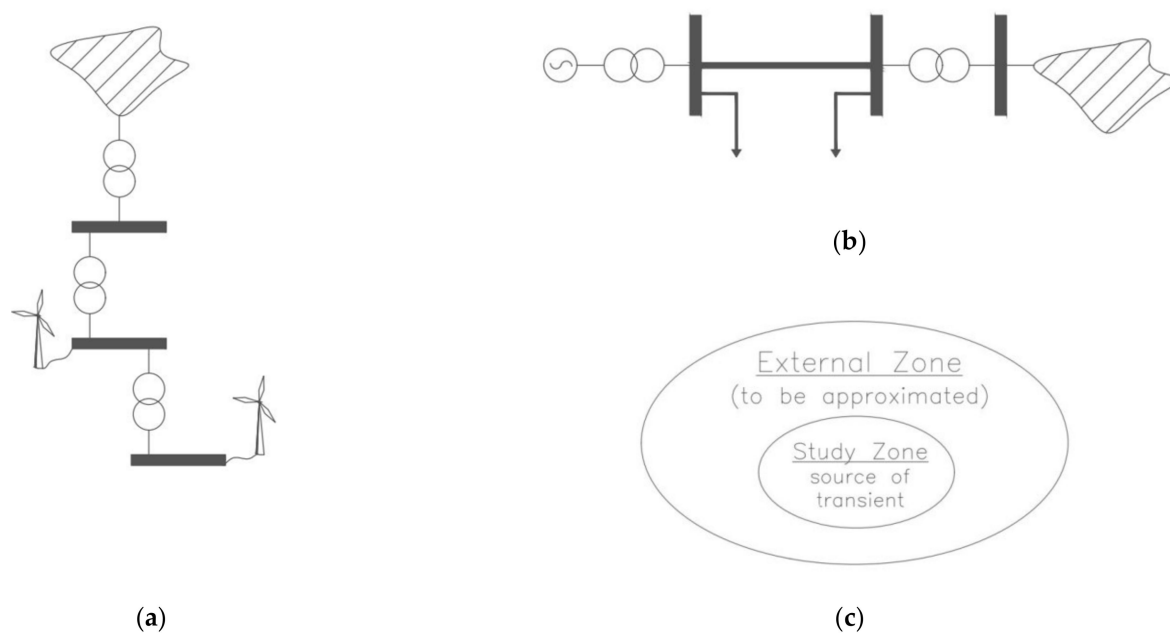 (b)
External Zone
(to be approximated)
Study Zone
source of
transient
(a)
(c)